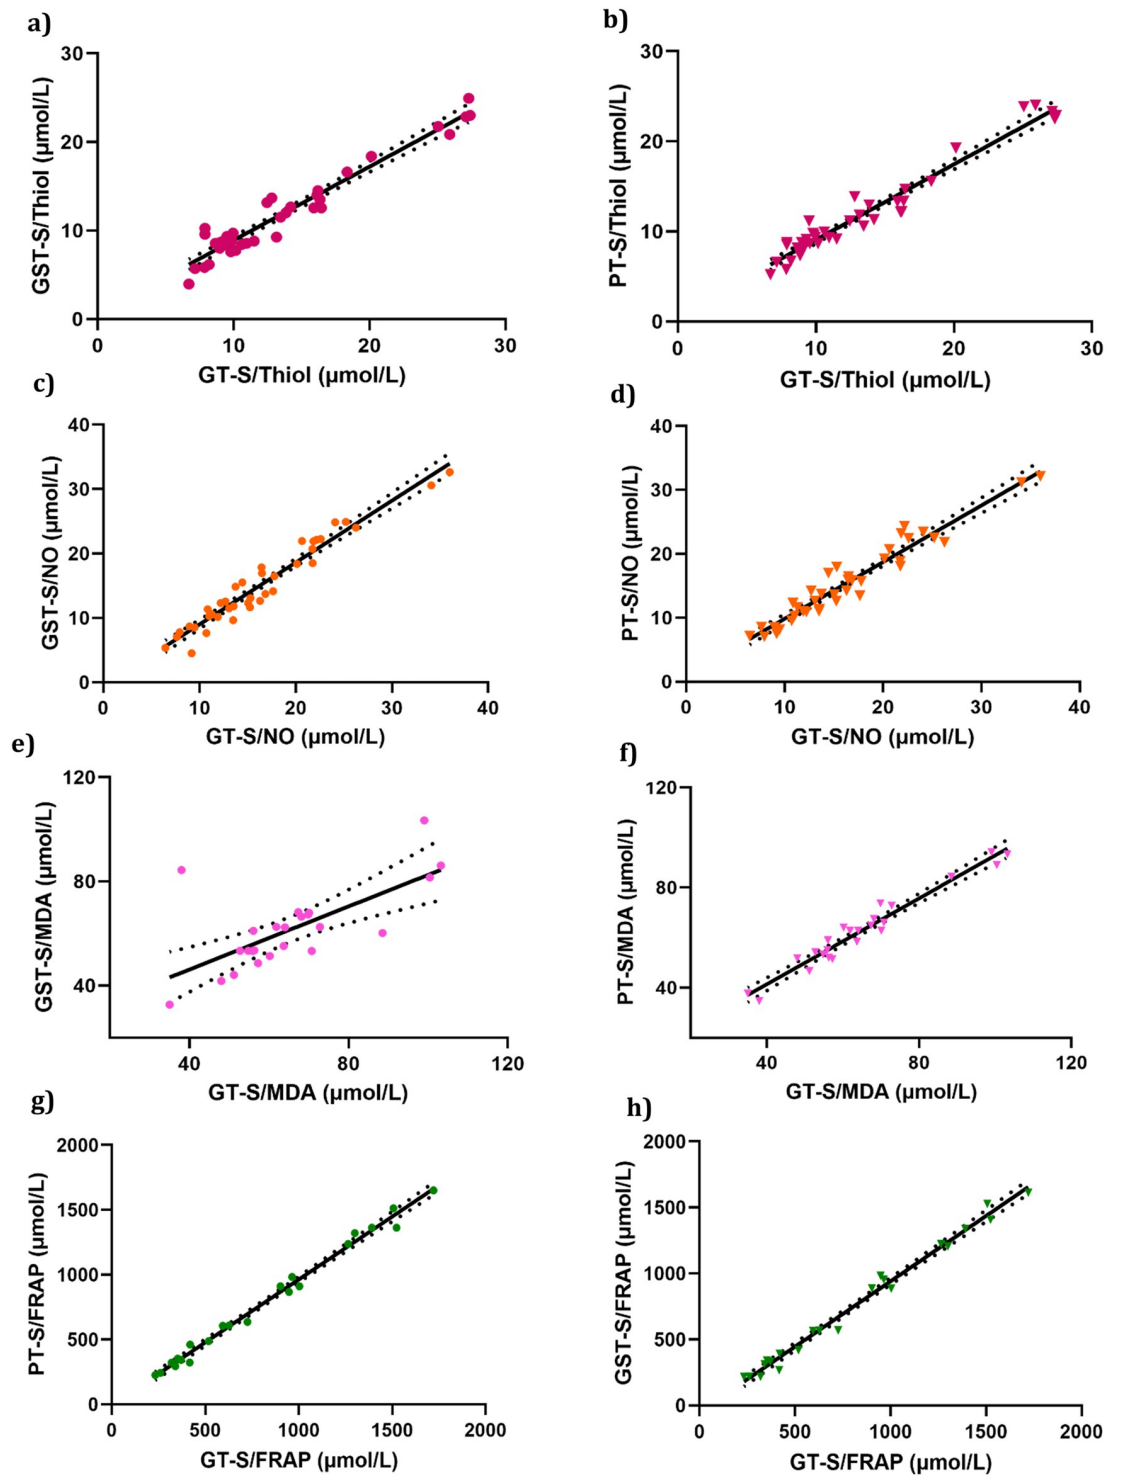 a)
30
20
10
0
0 10 20 30
GST-S/Thiol (µmol/L)
GT-S/Thiol (µmol/L)
b)
30
20
10
0
0 10 20 30
PT-S/Thiol (µmol/L)
GT-S/Thiol (µmol/L)
c)
40
30
20
10
0
0 10 20 30 40
GST-S/NO (µmol/L)
GT-S/NO (µmol/L)
d)
40
30
20
10
0
0 10 20 30 40
PT-S/NO (µmol/L)
GT-S/NO (µmol/L)
e)
120
80
40
40 80 120
GST-S/MDA (µmol/L)
GT-S/MDA (µmol/L)
f)
120
80
40
40 80 120
PT-S/MDA (µmol/L)
GT-S/MDA (µmol/L)
g)
2000
1500
1000
500
0
0 500 1000 1500 2000
PT-S/FRAP (µmol/L)
GT-S/FRAP (µmol/L)
h)
2000
1500
1000
500
0
0 500 1000 1500 2000
GST-S/FRAP (µmol/L)
GT-S/FRAP (µmol/L)